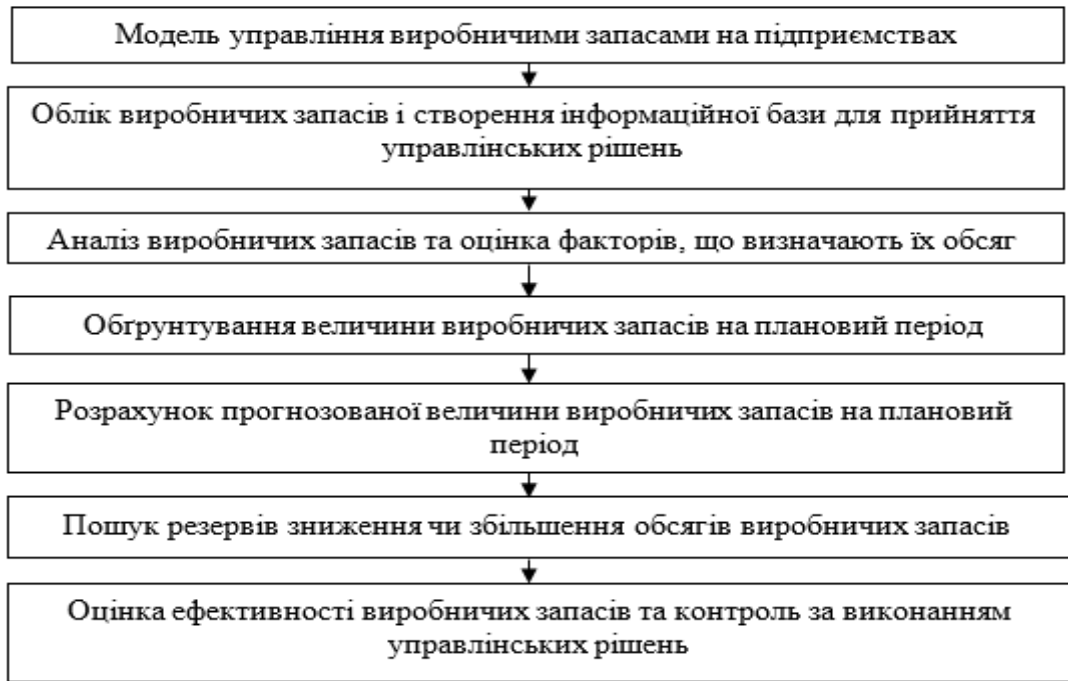 Модель управління виробничими запасами на підприємствах
Облік виробничих запасів і створення інформаційної бази для прийняття
управлінських рішень
Аналіз виробничих запасів та оцінка факторів, що визначають їх обсяг
Обґрунтування величини виробничих запасів на плановий період
Розрахунок прогнозованої величини виробничих запасів на плановий
період
Пошук резервів зниження чи збільшення обсягів виробничих запасів
Оцінка ефективності виробничих запасів та контроль за виконанням
управлінських рішень